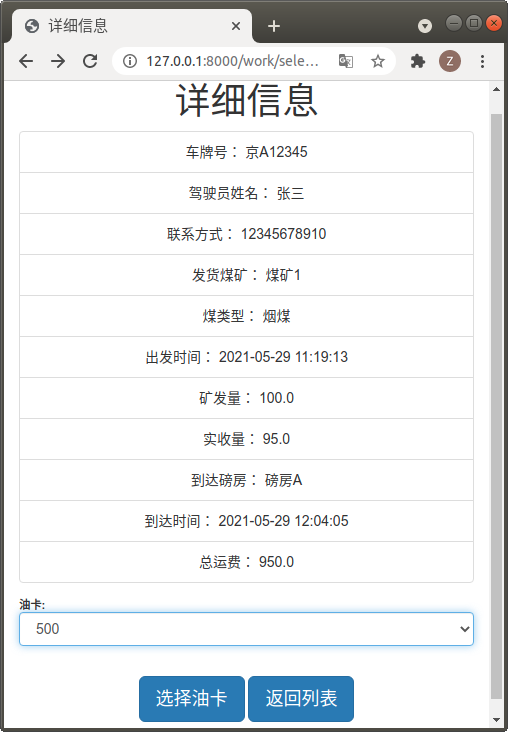 详细信息
127.0.0.1:8000/work/sele…
Z
详细信息
车牌号： 京A12345
驾驶员姓名： 张三
联系方式： 12345678910
发货煤矿： 煤矿1
煤类型： 烟煤
出发时间： 2021-05-29 11:19:13
矿发量： 100.0
实收量： 95.0
到达磅房： 磅房A
到达时间： 2021-05-29 12:04:05
总运费： 950.0
油卡:
500
选择油卡 返回列表